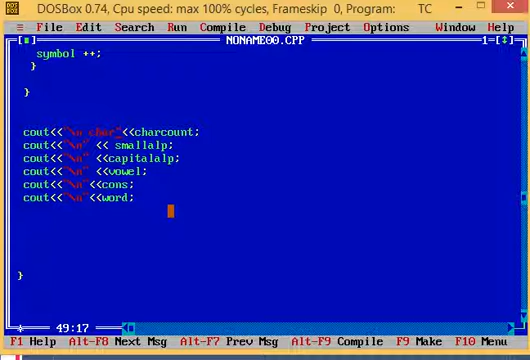 DOSBox 0.74, Cpu speed: max 100% cycles, Frameskip 0, Program: TC
≡ File Edit Search Run Compile Debug Project Options Window Help
[■] NONAME00.CPP 1=[↕]
symbol ++;
}
}
cout<<"\n char"<<charcount;
cout<<"\n" << smallalp;
cout<<"\n" <<capitalalp;
cout<<"\n" <<vowel;
cout<<"\n"<<cons;
cout<<"\n"<<word;
}
49:17
F1 Help Alt-F8 Next Msg Alt-F7 Prev Msg Alt-F9 Compile F9 Make F10 Menu